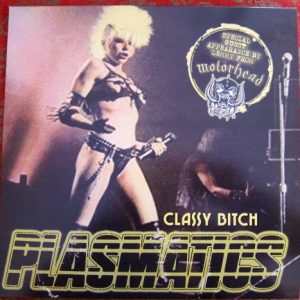 SPECIAL
GUEST
APPEARANCE BY
LEMMY FROM
Motörhead
CLASSY BITCH
PLASMATICS